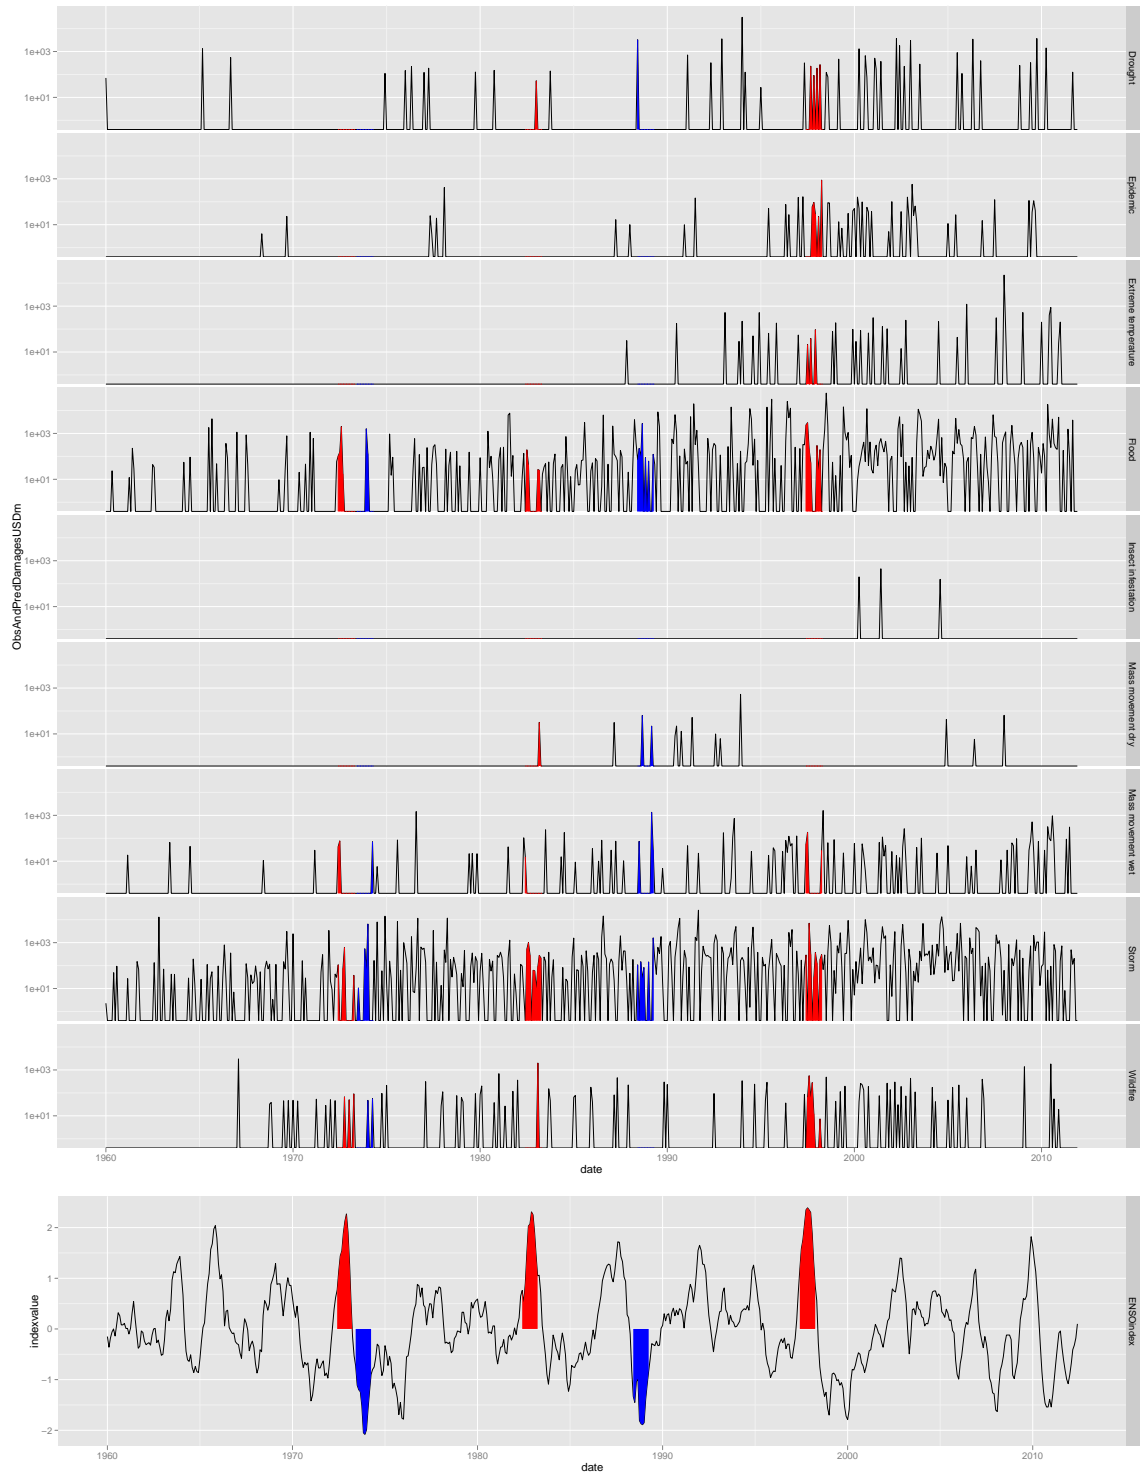 1e+03
1e+01
Drought
1e+03
1e+01
Epidemic
1e+03
1e+01
Extreme temperature
1e+03
1e+01
Flood
1e+03
1e+01
Insect infestation
ObsAndPredDamagesUSDm
1e+03
1e+01
Mass movement dry
1e+03
1e+01
Mass movement wet
1e+03
1e+01
Storm
1e+03
1e+01
Wildfire
1960 1970 1980 1990 2000 2010
date
2
1
0
−1
−2
indexvalue
ENSOindex
1960 1970 1980 1990 2000 2010
date